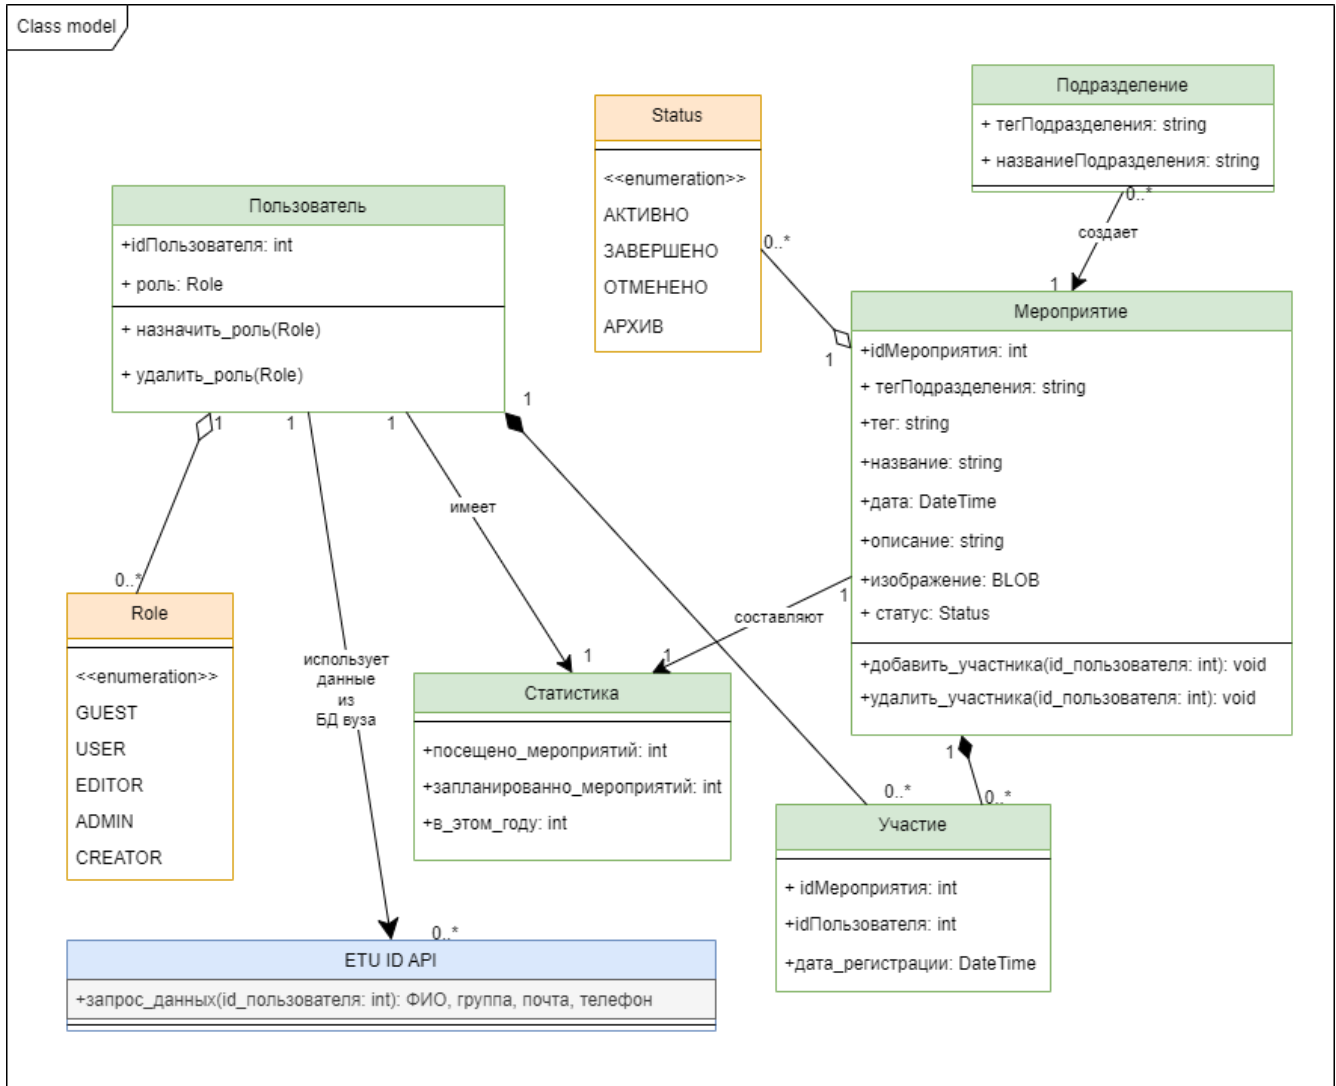 Class model
Подразделение
+ тегПодразделения: string
+ названиеПодразделения: string
0..*
создает
1
Status
<<enumeration>>
АКТИВНО
ЗАВЕРШЕНО
ОТМЕНЕНО
АРХИВ
0..*
1
Пользователь
+idПользователя: int
+ роль: Role
+ назначить_роль(Role)
+ удалить_роль(Role)
1
1
1
1
Мероприятие
+idМероприятия: int
+ тегПодразделения: string
+тег: string
+название: string
+дата: DateTime
+описание: string
+изображение: BLOB
+ статус: Status
+добавить_участника(id_пользователя: int): void
+удалить_участника(id_пользователя: int): void
имеет
0..*
Role
<<enumeration>>
GUEST
USER
EDITOR
ADMIN
CREATOR
1
составляют
использует
данные
из
БД вуза
1
1
Статистика
+посещено_мероприятий: int
+запланированно_мероприятий: int
+в_этом_году: int
1
0..*
0..*
Участие
+ idМероприятия: int
+idПользователя: int
+дата_регистрации: DateTime
0..*
ETU ID API
+запрос_данных(id_пользователя: int): ФИО, группа, почта, телефон